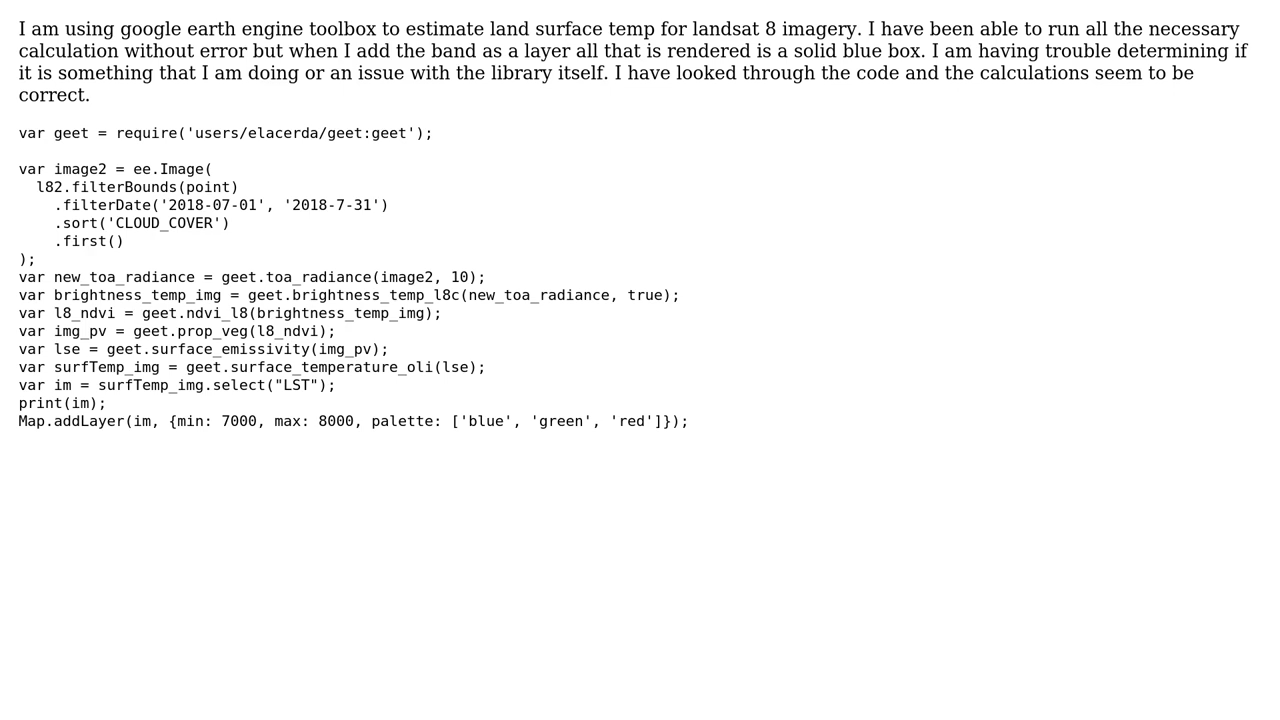 I am using google earth engine toolbox to estimate land surface temp for landsat 8 imagery. I have been able to run all the necessary
calculation without error but when I add the band as a layer all that is rendered is a solid blue box. I am having trouble determining if
it is something that I am doing or an issue with the library itself. I have looked through the code and the calculations seem to be
correct.
var geet = require('users/elacerda/geet:geet');
var image2 = ee.Image(
  l82.filterBounds(point)
    .filterDate('2018-07-01', '2018-7-31')
    .sort('CLOUD_COVER')
    .first()
);
var new_toa_radiance = geet.toa_radiance(image2, 10);
var brightness_temp_img = geet.brightness_temp_l8c(new_toa_radiance, true);
var l8_ndvi = geet.ndvi_l8(brightness_temp_img);
var img_pv = geet.prop_veg(l8_ndvi);
var lse = geet.surface_emissivity(img_pv);
var surfTemp_img = geet.surface_temperature_oli(lse);
var im = surfTemp_img.select("LST");
print(im);
Map.addLayer(im, {min: 7000, max: 8000, palette: ['blue', 'green', 'red']});